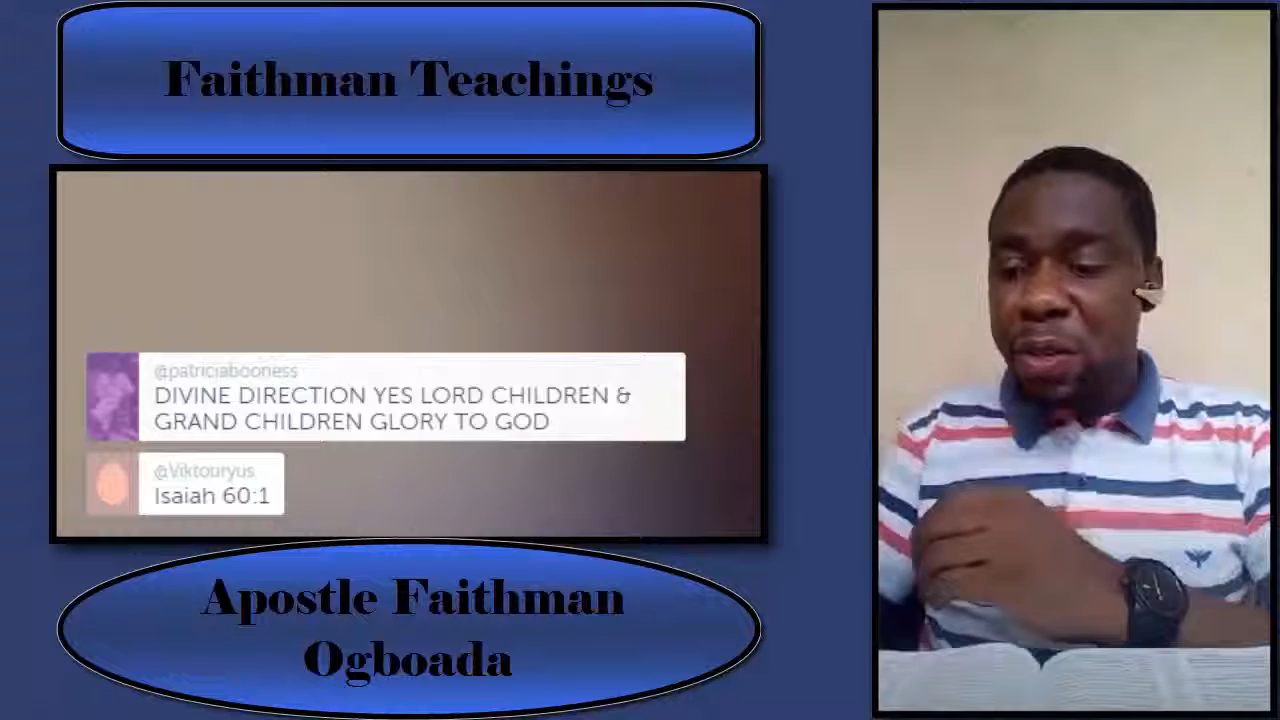 Faithman Teachings
@patriciabooness
DIVINE DIRECTION YES LORD CHILDREN &
GRAND CHILDREN GLORY TO GOD
@Viktouryus
Isaiah 60:1
Apostle Faithman
Ogboada